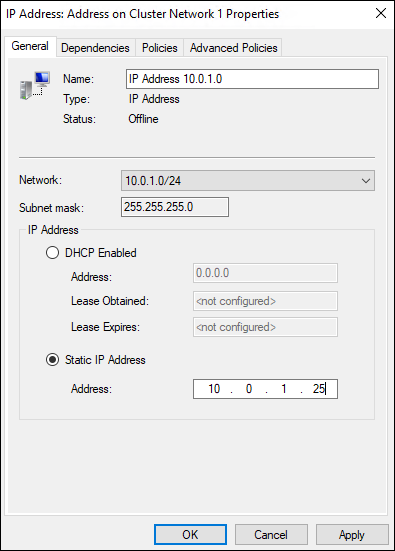 IP Address: Address on Cluster Network 1 Properties
General Dependencies Policies Advanced Policies
Name: IP Address 10.0.1.0
Type: IP Address
Status: Offline
Network: 10.0.1.0/24
Subnet mask: 255.255.255.0
IP Address
DHCP Enabled
Address: 0.0.0.0
Lease Obtained: <not configured>
Lease Expires: <not configured>
Static IP Address
Address: 10 . 0 . 1 . 25
OK Cancel Apply